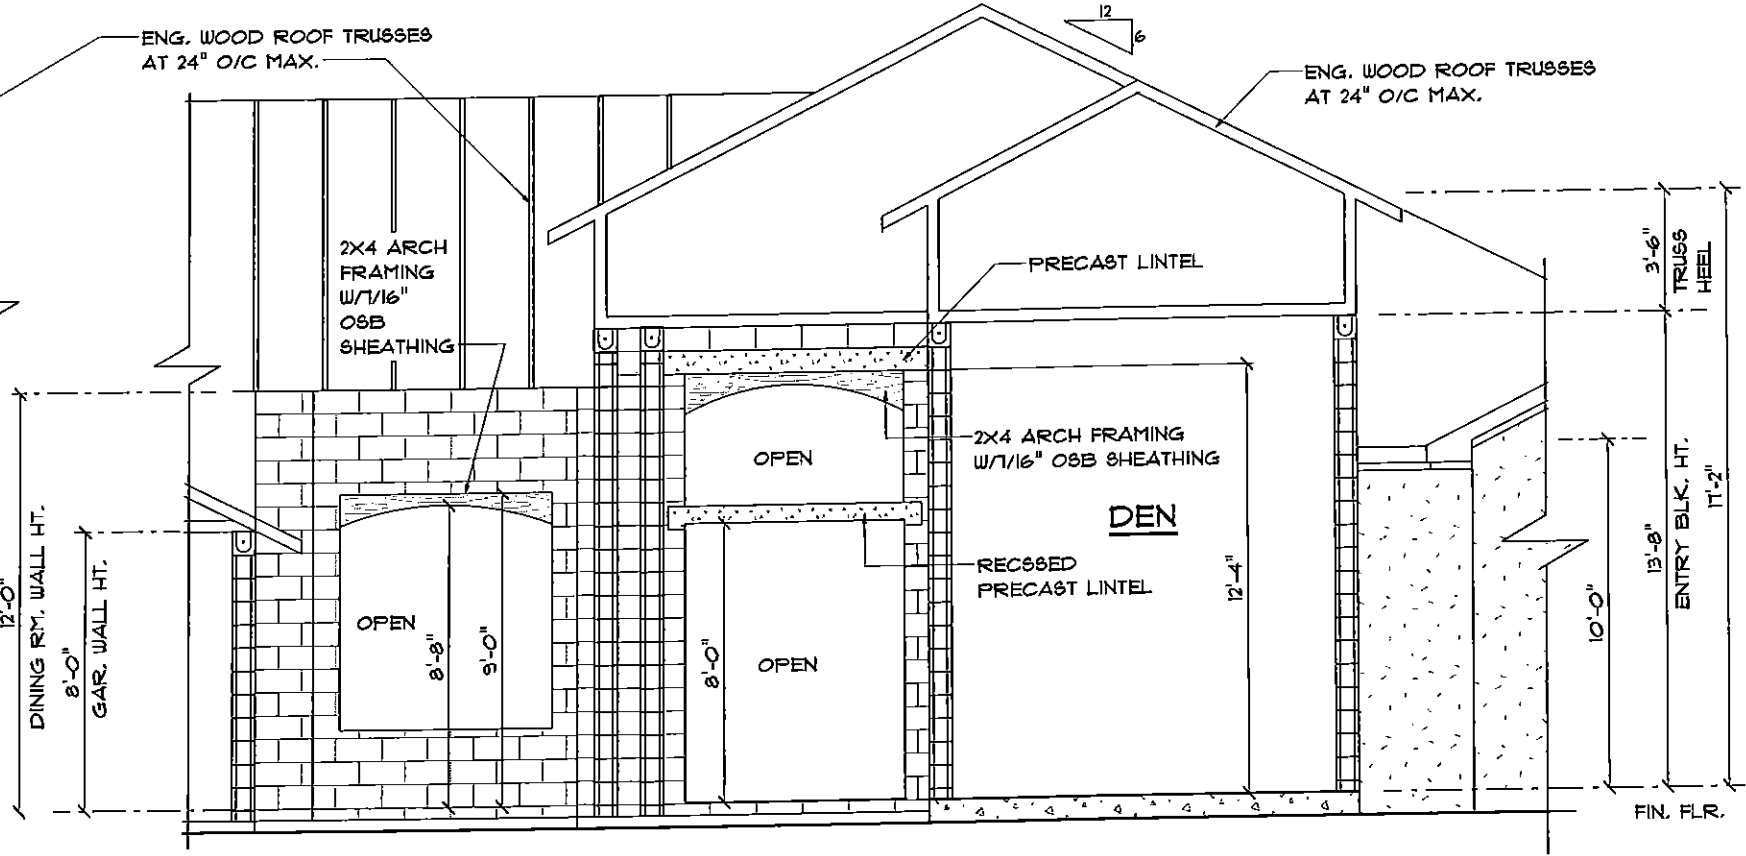 ENG. WOOD ROOF TRUSSES
AT 24" O/C MAX.
12
6
ENG. WOOD ROOF TRUSSES
AT 24" O/C MAX.
2X4 ARCH
FRAMING
W/7/16"
OSB
SHEATHING
PRECAST LINTEL
3'-6"
TRUSS
HEEL
2X4 ARCH FRAMING
W/7/16" OSB SHEATHING
OPEN
DEN
RECSSED
PRECAST LINTEL
OPEN
OPEN
12'-0"
DINING RM. WALL HT.
8'-0"
GAR. WALL HT.
8'-8"
9'-0"
8'-0"
12'-4"
10'-0"
13'-8"
ENTRY BLK. HT.
17'-2"
FIN. FLR.